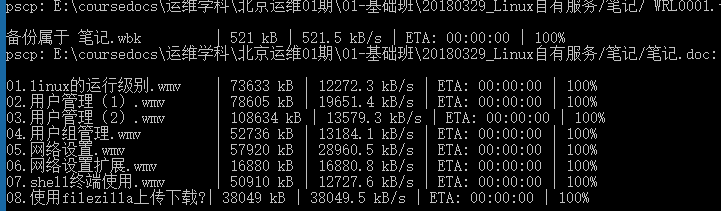 pscp: E:\coursedocs\运维学科\北京运维01期\01-基础班\20180329_Linux自有服务/笔记/ WRL0001.
备份属于 笔记.wbk | 521 kB | 521.5 kB/s | ETA: 00:00:00 | 100%
pscp: E:\coursedocs\运维学科\北京运维01期\01-基础班\20180329_Linux自有服务/笔记/笔记.doc:
01.linux的运行级别.wmv | 73633 kB | 12272.3 kB/s | ETA: 00:00:00 | 100%
02.用户管理（1）.wmv | 78605 kB | 19651.4 kB/s | ETA: 00:00:00 | 100%
03.用户管理（2）.wmv | 108634 kB | 13579.3 kB/s | ETA: 00:00:00 | 100%
04.用户组管理.wmv | 52736 kB | 13184.1 kB/s | ETA: 00:00:00 | 100%
05.网络设置.wmv | 57920 kB | 28960.5 kB/s | ETA: 00:00:00 | 100%
06.网络设置扩展.wmv | 16880 kB | 16880.8 kB/s | ETA: 00:00:00 | 100%
07.shell终端使用.wmv | 50910 kB | 12727.6 kB/s | ETA: 00:00:00 | 100%
08.使用filezilla上传下载?| 38049 kB | 38049.5 kB/s | ETA: 00:00:00 | 100%